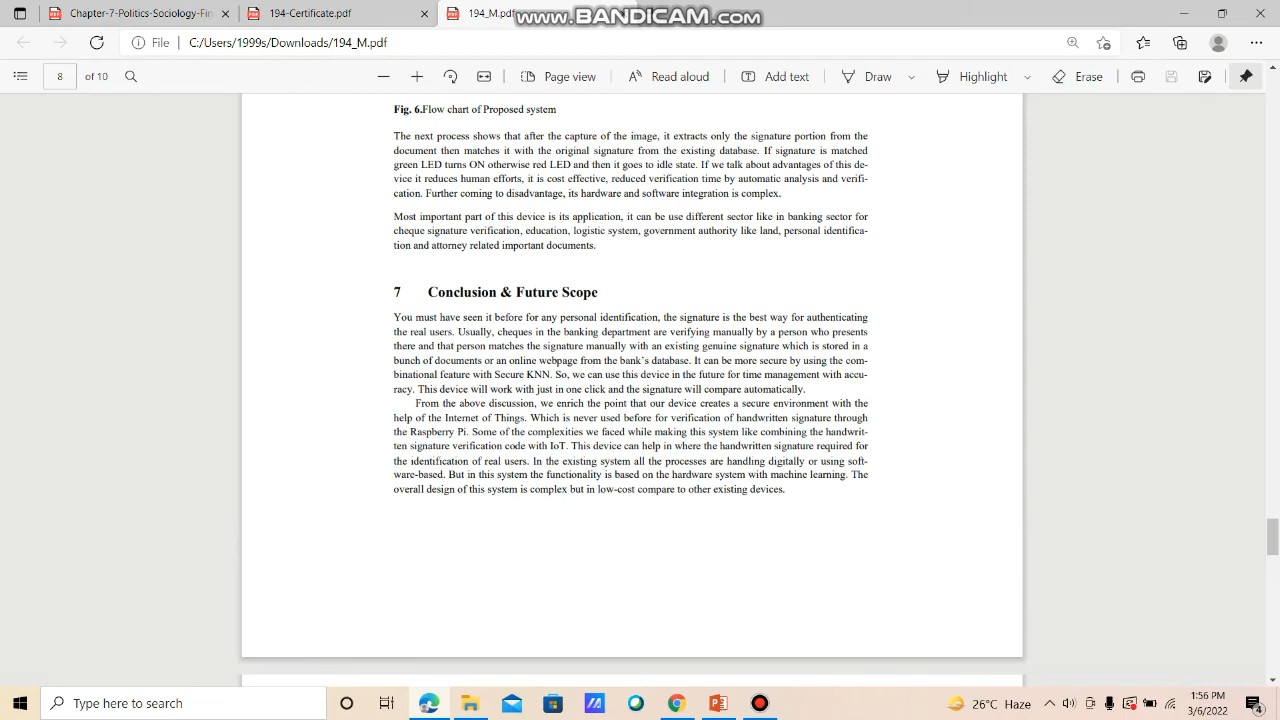 Chapter-7-Politics-Sociology-Fin
194-Certificate.pdf
194_M.pdf
www.BANDICAM.com
File
C:/Users/1999s/Downloads/194_M.pdf
8 of 10
Page view
Read aloud
Add text
Draw
Highlight
Erase
Fig. 6.Flow chart of Proposed system
The next process shows that after the capture of the image, it extracts only the signature portion from the
document then matches it with the original signature from the existing database. If signature is matched
green LED turns ON otherwise red LED and then it goes to idle state. If we talk about advantages of this de-
vice it reduces human efforts, it is cost effective, reduced verification time by automatic analysis and verifi-
cation. Further coming to disadvantage, its hardware and software integration is complex.
Most important part of this device is its application, it can be use different sector like in banking sector for
cheque signature verification, education, logistic system, government authority like land, personal identifica-
tion and attorney related important documents.
7 Conclusion & Future Scope
You must have seen it before for any personal identification, the signature is the best way for authenticating
the real users. Usually, cheques in the banking department are verifying manually by a person who presents
there and that person matches the signature manually with an existing genuine signature which is stored in a
bunch of documents or an online webpage from the bank's database. It can be more secure by using the com-
binational feature with Secure KNN. So, we can use this device in the future for time management with accu-
racy. This device will work with just in one click and the signature will compare automatically.
From the above discussion, we enrich the point that our device creates a secure environment with the
help of the Internet of Things. Which is never used before for verification of handwritten signature through
the Raspberry Pi. Some of the complexities we faced while making this system like combining the handwrit-
ten signature verification code with IoT. This device can help in where the handwritten signature required for
the identification of real users. In the existing system all the processes are handling digitally or using soft-
ware-based. But in this system the functionality is based on the hardware system with machine learning. The
overall design of this system is complex but in low-cost compare to other existing devices.
Type here to search
26°C Haze
1:56 PM
3/6/2022
4